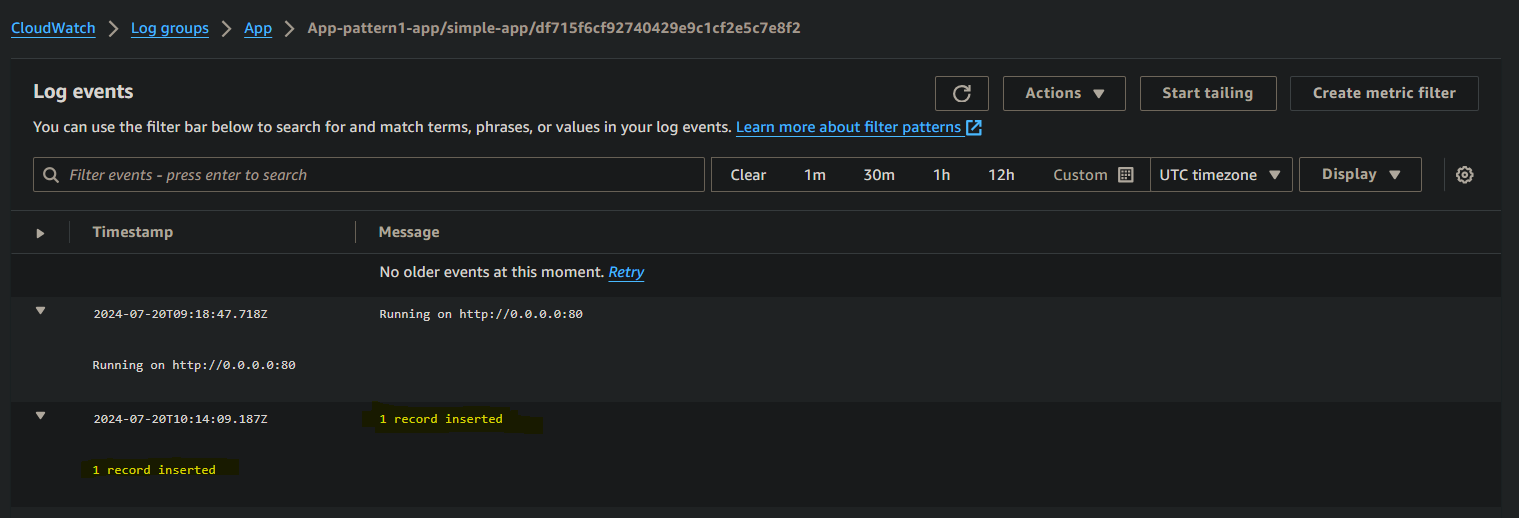 CloudWatch > Log groups > App > App-pattern1-app/simple-app/df715f6cf92740429e9c1cf2e5c7e8f2
Log events
Actions
Start tailing
Create metric filter
You can use the filter bar below to search for and match terms, phrases, or values in your log events. Learn more about filter patterns
Filter events - press enter to search
Clear 1m 30m 1h 12h Custom UTC timezone Display
Timestamp Message
No older events at this moment. Retry
2024-07-20T09:18:47.718Z Running on http://0.0.0.0:80
Running on http://0.0.0.0:80
2024-07-20T10:14:09.187Z 1 record inserted
1 record inserted